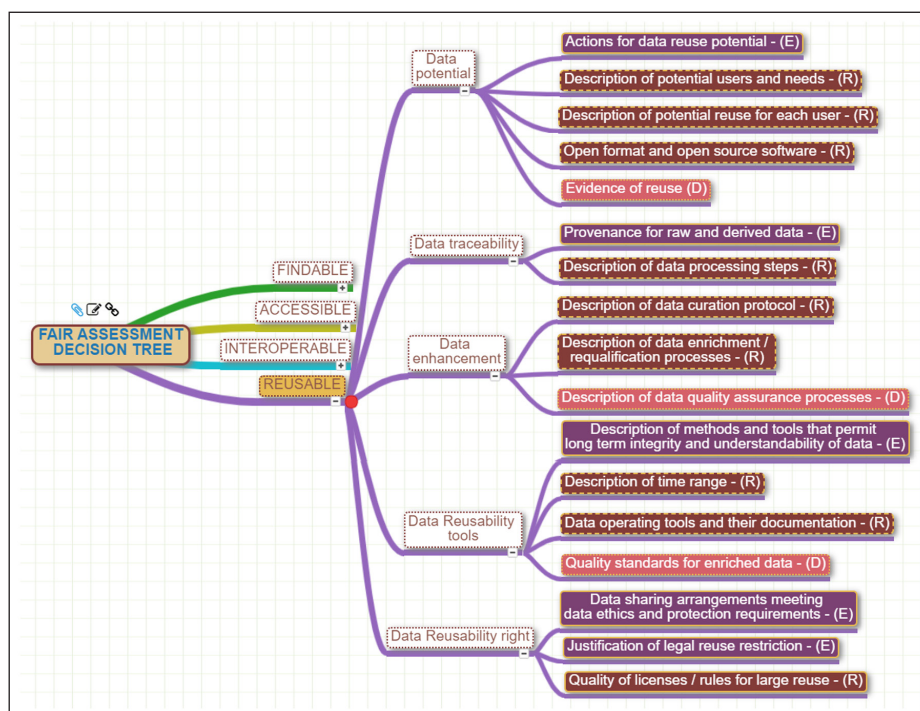 FAIR ASSESSMENT
DECISION TREE
FINDABLE
ACCESSIBLE
INTEROPERABLE
REUSABLE
Data
potential
Actions for data reuse potential - (E)
Description of potential users and needs - (R)
Description of potential reuse for each user - (R)
Open format and open source software - (R)
Evidence of reuse (D)
Data traceability
Provenance for raw and derived data - (E)
Description of data processing steps - (R)
Data
enhancement
Description of data curation protocol - (R)
Description of data enrichment /
requalification processes - (R)
Description of data quality assurance processes - (D)
Data Reusability
tools
Description of methods and tools that permit
long term integrity and understandability of data - (E)
Description of time range - (R)
Data operating tools and their documentation - (R)
Quality standards for enriched data - (D)
Data Reusability right
Data sharing arrangements meeting
data ethics and protection requirements - (E)
Justification of legal reuse restriction - (E)
Quality of licenses / rules for large reuse - (R)